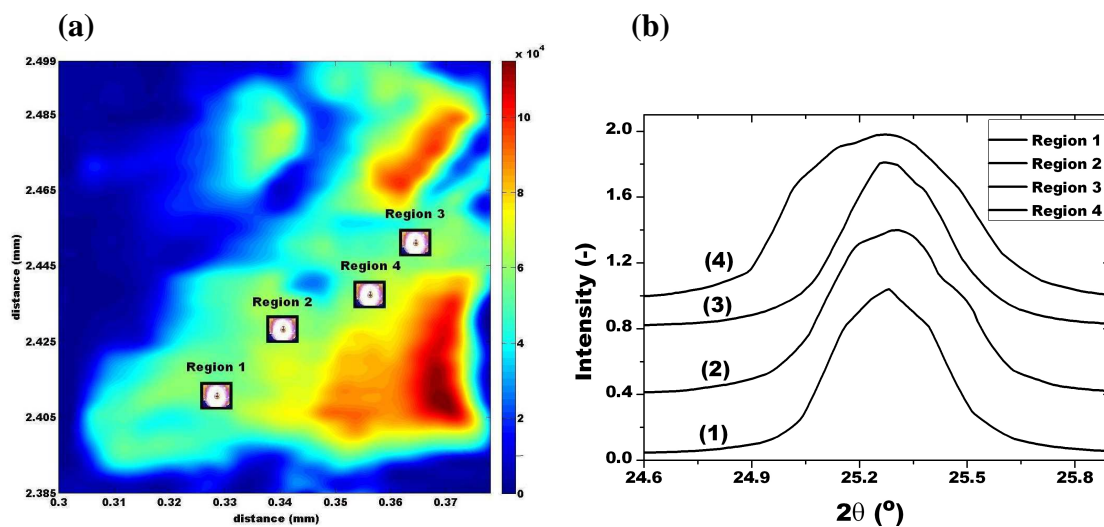 (a)
(b)
x 10^4
2.499
2.485
2.465
2.445
2.425
2.405
2.385
distance (mm)
0.3 0.31 0.32 0.33 0.34 0.35 0.36 0.37
distance (mm)
10
8
6
4
2
0
Region 3
Region 4
Region 2
Region 1
2.0
1.6
1.2
0.8
0.4
0.0
Intensity (-)
24.6 24.9 25.2 25.5 25.8
2θ (º)
Region 1
Region 2
Region 3
Region 4
(4)
(3)
(2)
(1)